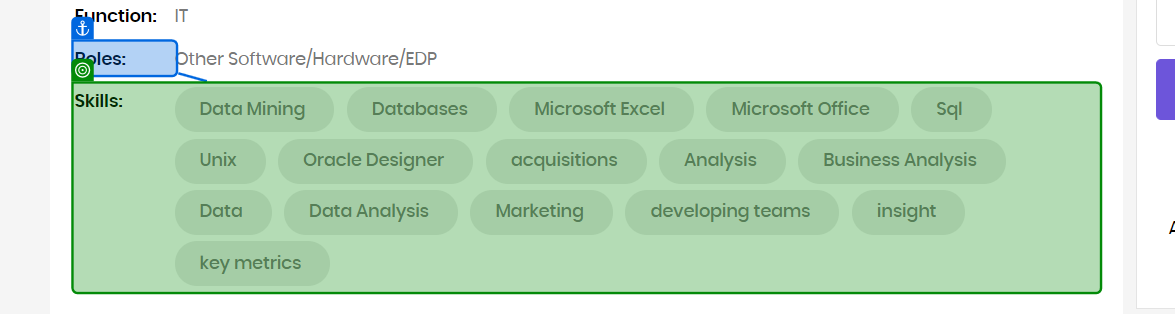 Function: IT
Roles: Other Software/Hardware/EDP
Skills: Data Mining Databases Microsoft Excel Microsoft Office Sql
Unix Oracle Designer acquisitions Analysis Business Analysis
Data Data Analysis Marketing developing teams insight
key metrics